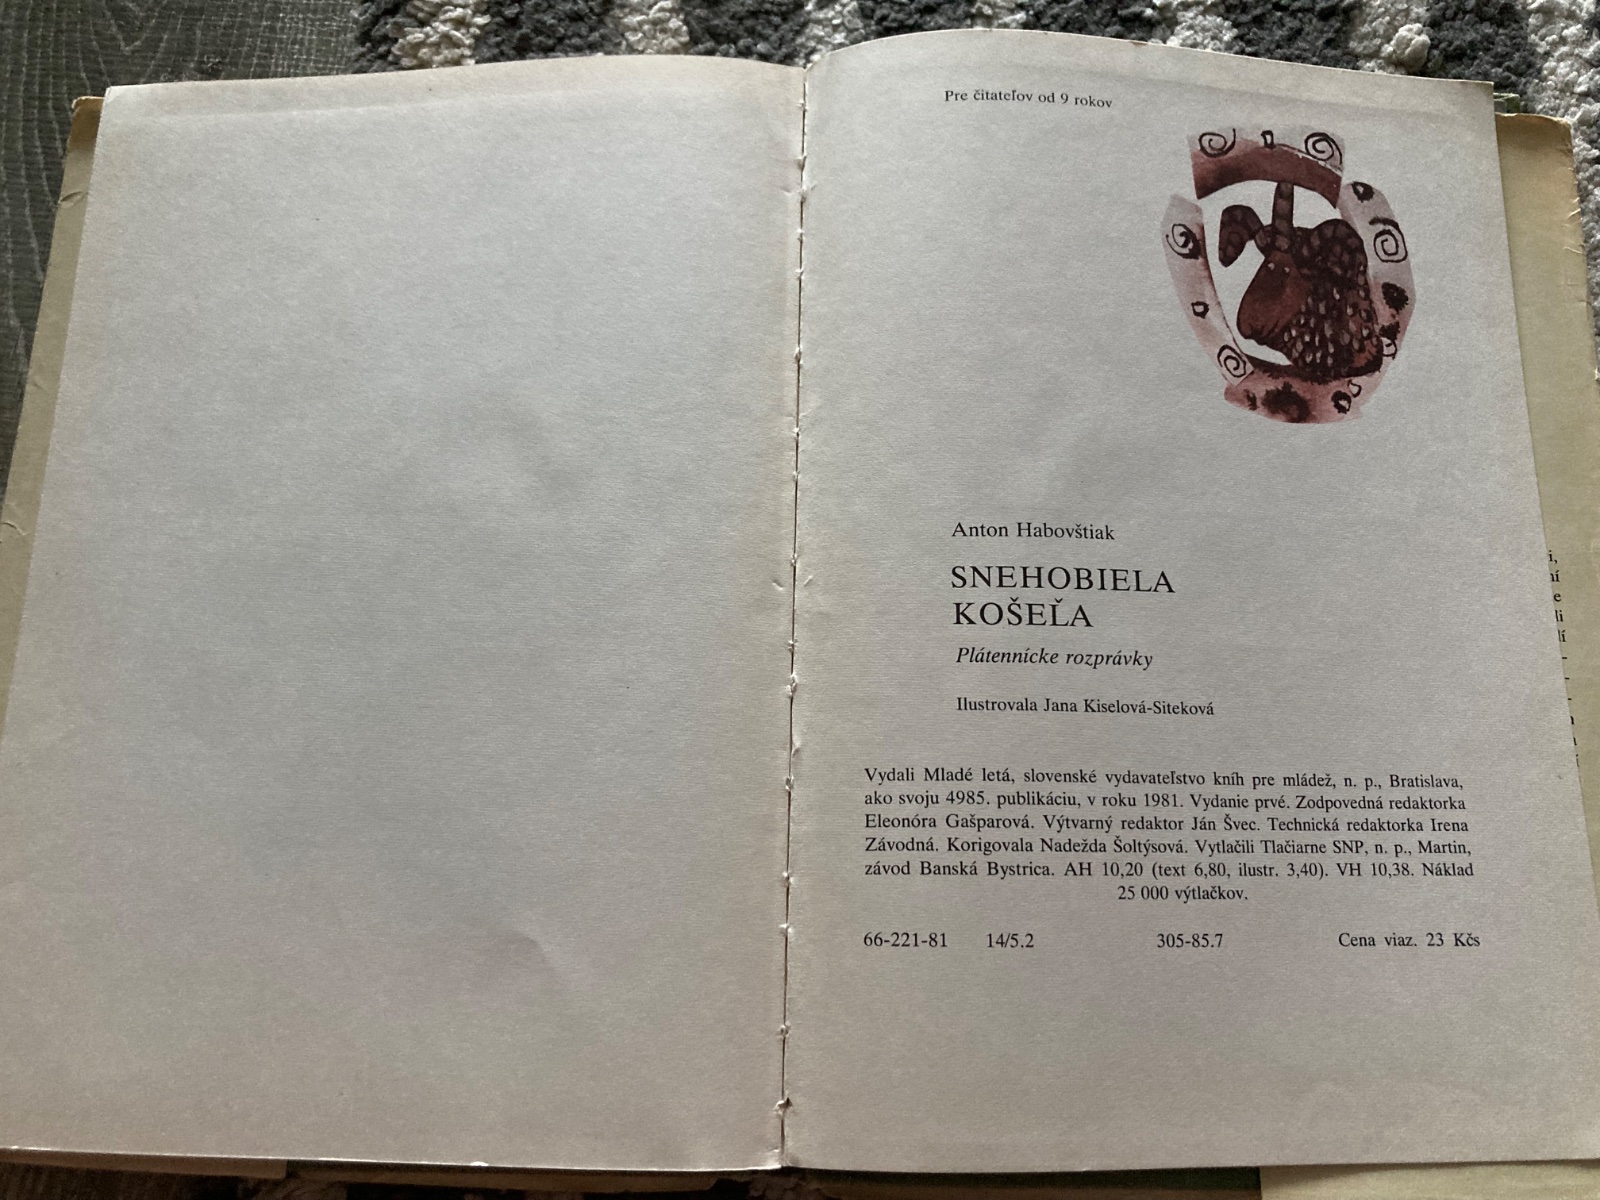 Pre čitateľov od 9 rokov
Anton Habovštiak
SNEHOBIELA
KOŠEĽA
Plátennícke rozprávky
Ilustrovala Jana Kiselová-Siteková
Vydali Mladé letá, slovenské vydavateľstvo kníh pre mládež, n. p., Bratislava,
ako svoju 4985. publikáciu, v roku 1981. Vydanie prvé. Zodpovedná redaktorka
Eleonóra Gašparová. Výtvarný redaktor Ján Švec. Technická redaktorka Irena
Závodná. Korigovala Nadežda Šoltýsová. Vytlačili Tlačiarne SNP, n. p., Martin,
závod Banská Bystrica. AH 10,20 (text 6,80, ilustr. 3,40). VH 10,38. Náklad
25 000 výtlačkov.
66-221-81 14/5.2 305-85.7 Cena viaz. 23 Kčs